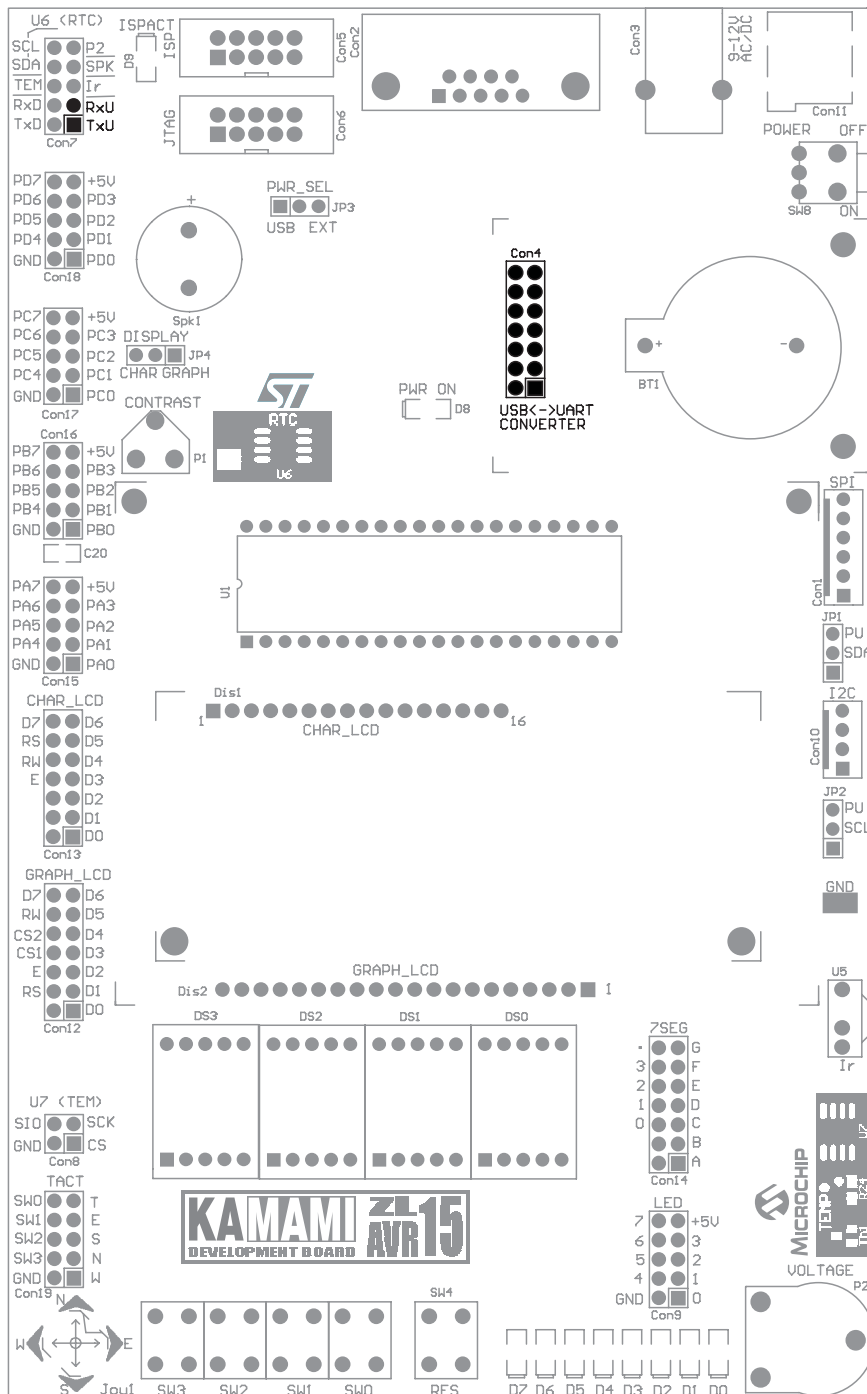 U6 (RTC)
SCL P2
SDA SPK
TEM Ir
RxD RxU
TxD TxU
Con7
ISPACT
D9
ISP
Con5
JTAG
Con6
Con2
Con3
9-12V
AC/DC
Con11
POWER OFF
SW8 ON
PD7 +5V
PD6 PD3
PD5 PD2
PD4 PD1
GND PD0
Con18
+
Spk1
PWR_SEL
JP3
USB EXT
Con4
USB<->UART
CONVERTER
+ -
BT1
PC7 +5V
PC6 PC3
PC5 PC2
PC4 PC1
GND PC0
Con17
DISPLAY
JP4
CHAR GRAPH
CONTRAST
P1
ST
RTC
U6
PWR ON
D8
Con16
PB7 +5V
PB6 PB3
PB5 PB2
PB4 PB1
GND PB0
C20
SPI
Con1
U1
PA7 +5V
PA6 PA3
PA5 PA2
PA4 PA1
GND PA0
Con15
JP1
PU
SDA
CHAR_LCD
D7 D6
RS D5
RW D4
E D3
D2
D1
D0
Con13
Dis1
1 16
CHAR_LCD
I2C
Con10
JP2
PU
SCL
GND
GRAPH_LCD
D7 D6
RW D5
CS2 D4
CS1 D3
E D2
RS D1
D0
Con12
GRAPH_LCD
Dis2 1
U5
Ir
DS3 DS2 DS1 DS0
7SEG
. G
3 F
2 E
1 D
0 C
B
A
Con14
U7 (TEM)
SIO SCK
GND CS
Con8
TACT
SW0 T
SW1 E
SW2 S
SW3 N
GND W
Con19
KAMAMI
DEVELOPMENT BOARD
ZL
AVR
15
LED
7 +5V
6 3
5 2
4 1
GND 0
Con9
MICROCHIP
TEMP
U7
R24
VOLTAGE
P2
N
W E
S
Joy1
SW3 SW2 SW1 SW0
SW4
RES
D7 D6 D5 D4 D3 D2 D1 D0